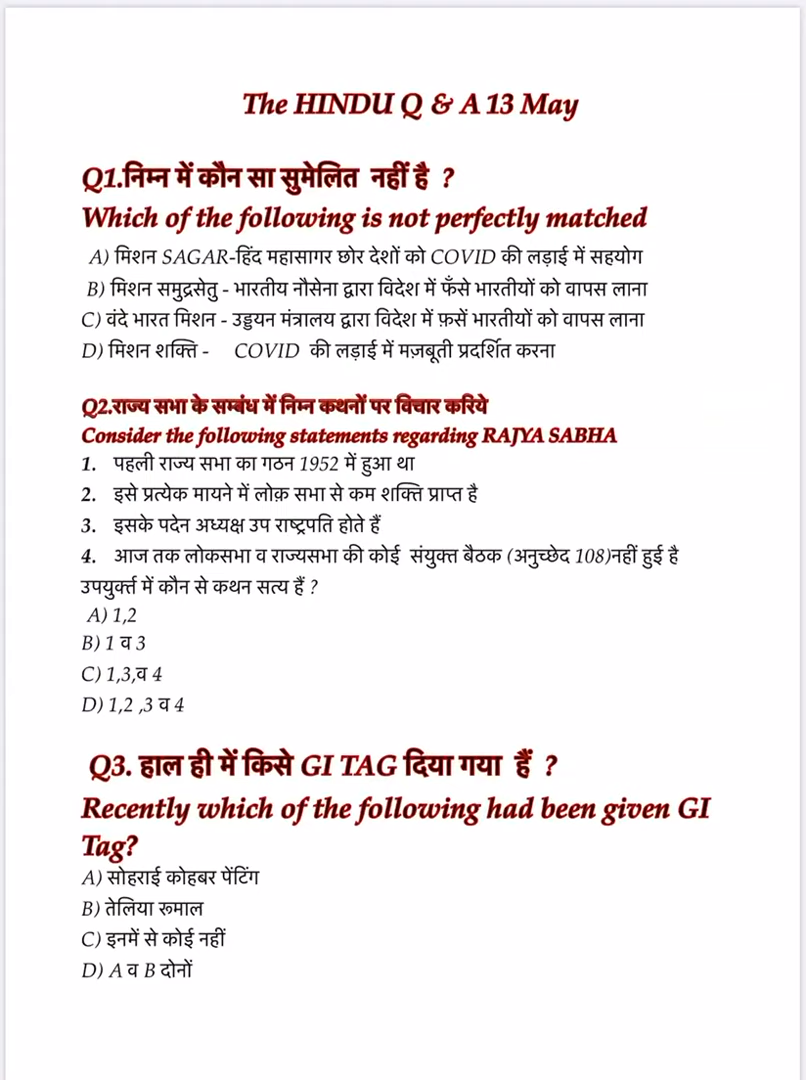 The HINDU Q & A 13 May
Q1.निम्न में कौन सा सुमेलित नहीं है ?
Which of the following is not perfectly matched
A) मिशन SAGAR-हिंद महासागर छोर देशों को COVID की लड़ाई में सहयोग
B) मिशन समुद्रसेतु - भारतीय नौसेना द्वारा विदेश में फँसे भारतीयों को वापस लाना
C) वंदे भारत मिशन - उड्डयन मंत्रालय द्वारा विदेश में फ़सें भारतीयों को वापस लाना
D) मिशन शक्ति - COVID की लड़ाई में मज़बूती प्रदर्शित करना
Q2.राज्य सभा के सम्बंध में निम्न कथनों पर विचार करिये
Consider the following statements regarding RAJYA SABHA
1. पहली राज्य सभा का गठन 1952 में हुआ था
2. इसे प्रत्येक मायने में लोक़ सभा से कम शक्ति प्राप्त है
3. इसके पदेन अध्यक्ष उप राष्ट्रपति होते हैं
4. आज तक लोकसभा व राज्यसभा की कोई संयुक्त बैठक (अनुच्छेद 108)नहीं हुई है
उपयुर्क्त में कौन से कथन सत्य हैं ?
A) 1,2
B) 1 व 3
C) 1,3,व 4
D) 1,2 ,3 व 4
Q3. हाल ही में किसे GI TAG दिया गया हैं ?
Recently which of the following had been given GI
Tag?
A) सोहराई कोहबर पेंटिंग
B) तेलिया रूमाल
C) इनमें से कोई नहीं
D) A व B दोनों